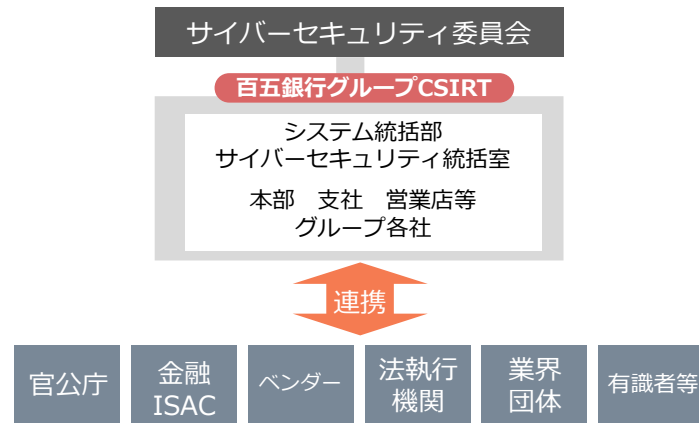 サイバーセキュリティ委員会
百五銀行グループCSIRT
システム統括部
サイバーセキュリティ統括室
本部　支社　営業店等
グループ各社
連携
官公庁
金融
ISAC
ベンダー
法執行
機関
業界
団体
有識者等